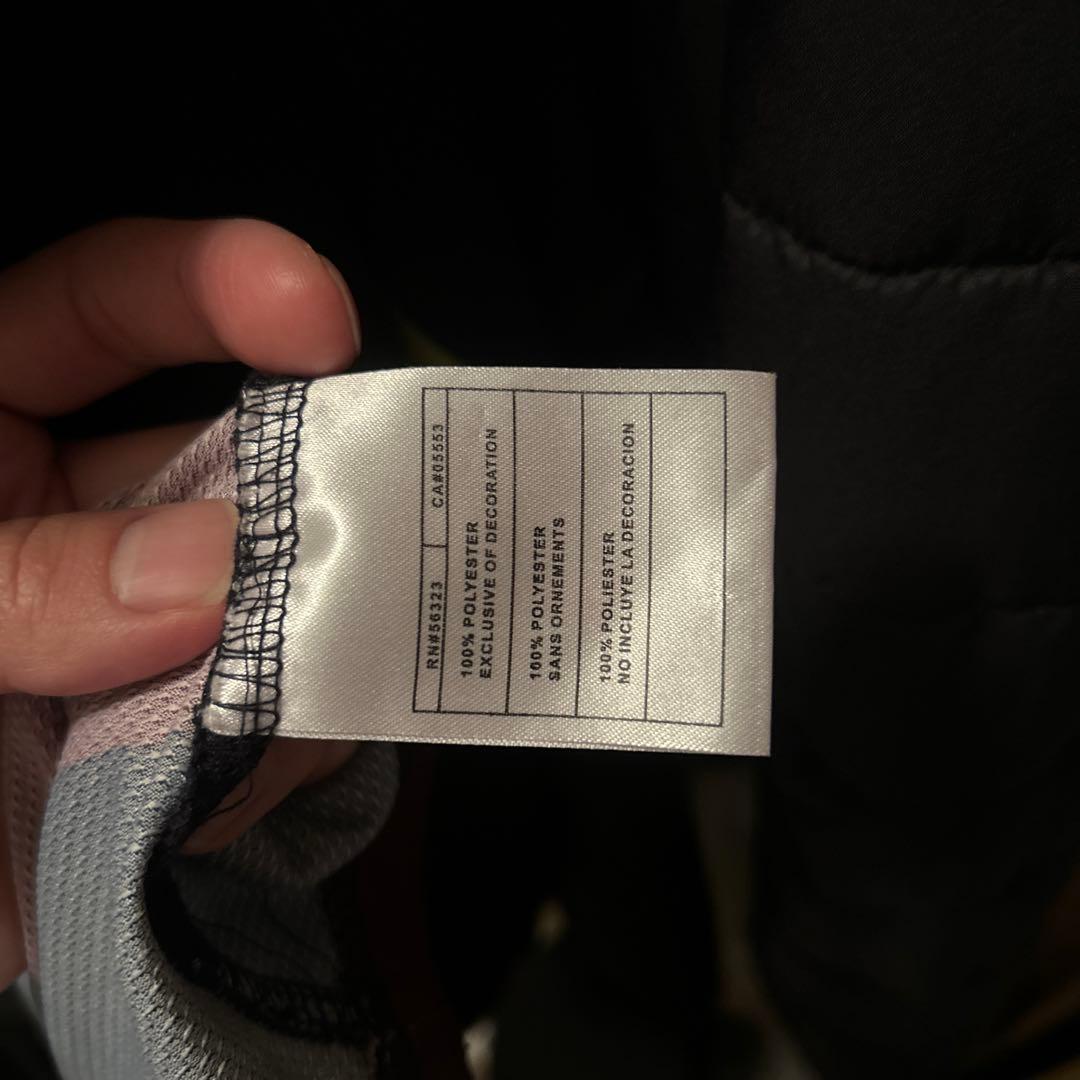 RN#56323 CA#05553
100% POLYESTER
EXCLUSIVE OF DECORATION
100% POLYESTER
SANS ORNEMENTS
100% POLIESTER
NO INCLUYE LA DECORACION